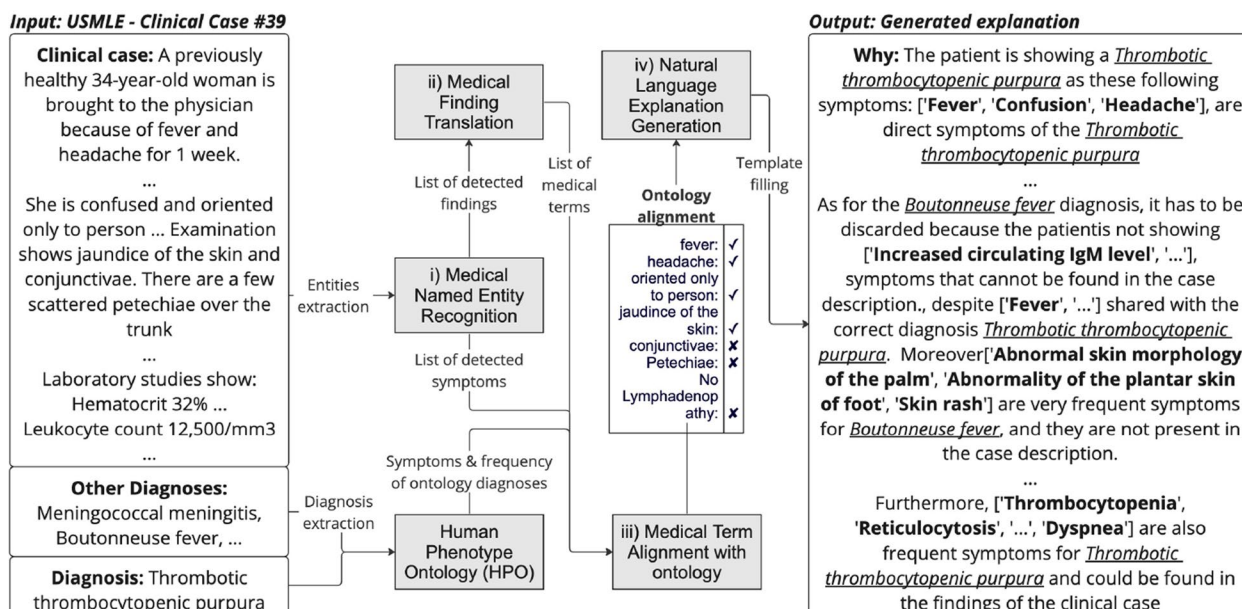 Input: USMLE - Clinical Case #39
Clinical case: A previously
healthy 34-year-old woman is
brought to the physician
because of fever and
headache for 1 week.
...
She is confused and oriented
only to person ... Examination
shows jaundice of the skin and
conjunctivae. There are a few
scattered petechiae over the
trunk
...
Laboratory studies show:
Hematocrit 32% ...
Leukocyte count 12,500/mm3
...
Other Diagnoses:
Meningococcal meningitis,
Boutonneuse fever, ...
Diagnosis: Thrombotic
thrombocytopenic purpura
Entities
extraction
Diagnosis
extraction
ii) Medical
Finding
Translation
List of detected
findings
i) Medical
Named Entity
Recognition
List of detected
symptoms
Symptoms & frequency
of ontology diagnoses
Human
Phenotype
Ontology (HPO)
List of
medical
terms
iv) Natural
Language
Explanation
Generation
Ontology
alignment
fever: ✓
headache: ✓
oriented only
to person: ✓
jaudince of the
skin: ✓
conjunctivae: ✘
Petechiae: ✘
No
Lymphadenop
athy: ✘
iii) Medical Term
Alignment with
ontology
Template
filling
Output: Generated explanation
Why: The patient is showing a Thrombotic
thrombocytopenic purpura as these following
symptoms: ['Fever', 'Confusion', 'Headache'], are
direct symptoms of the Thrombotic
thrombocytopenic purpura
...
As for the Boutonneuse fever diagnosis, it has to be
discarded because the patientis not showing
['Increased circulating IgM level', '...'],
symptoms that cannot be found in the case
description., despite ['Fever', '...'] shared with the
correct diagnosis Thrombotic thrombocytopenic
purpura. Moreover['Abnormal skin morphology
of the palm', 'Abnormality of the plantar skin
of foot', 'Skin rash'] are very frequent symptoms
for Boutonneuse fever, and they are not present in
the case description.
...
Furthermore, ['Thrombocytopenia',
'Reticulocytosis', '...', 'Dyspnea'] are also
frequent symptoms for Thrombotic
thrombocytopenic purpura and could be found in
the findings of the clinical case